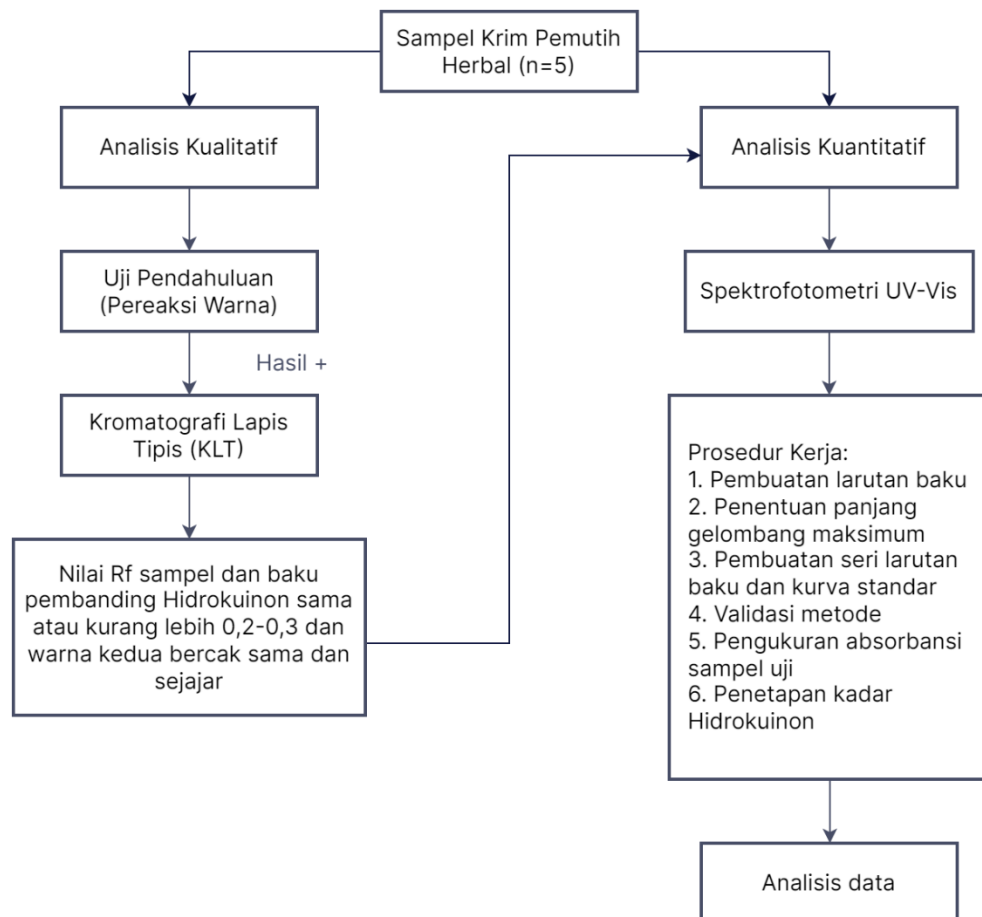 Sampel Krim Pemutih
Herbal (n=5)
Analisis Kualitatif
Analisis Kuantitatif
Uji Pendahuluan
(Pereaksi Warna)
Spektrofotometri UV-Vis
Hasil +
Kromatografi Lapis
Tipis (KLT)
Nilai Rf sampel dan baku
pembanding Hidrokuinon sama
atau kurang lebih 0,2-0,3 dan
warna kedua bercak sama dan
sejajar
Prosedur Kerja:
1. Pembuatan larutan baku
2. Penentuan panjang
gelombang maksimum
3. Pembuatan seri larutan
baku dan kurva standar
4. Validasi metode
5. Pengukuran absorbansi
sampel uji
6. Penetapan kadar
Hidrokuinon
Analisis data